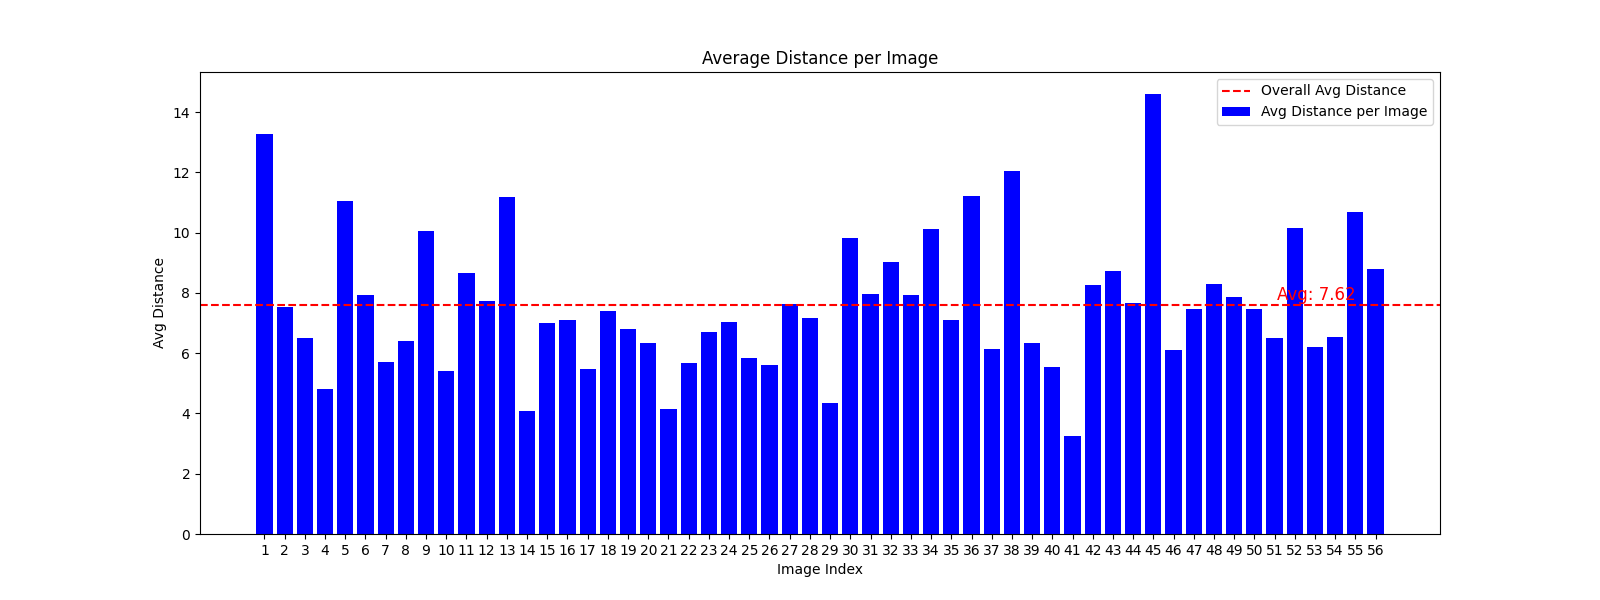 Average Distance per Image
Overall Avg Distance
Avg Distance per Image
Avg Distance
14
12
10
8
6
4
2
0
Avg: 7.62
1 2 3 4 5 6 7 8 9 10 11 12 13 14 15 16 17 18 19 20 21 22 23 24 25 26 27 28 29 30 31 32 33 34 35 36 37 38 39 40 41 42 43 44 45 46 47 48 49 50 51 52 53 54 55 56
Image Index